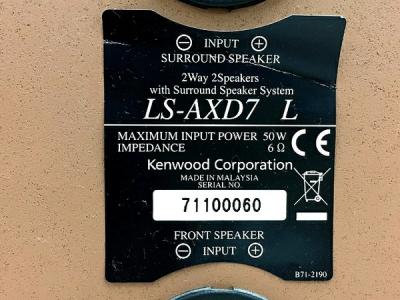 ⊖ INPUT ⊕
SURROUND SPEAKER
2Way 2Speakers
with Surround Speaker System
LS-AXD7 L
MAXIMUM INPUT POWER 50W
IMPEDANCE 6Ω
CE
Kenwood Corporation
MADE IN MALAYSIA
SERIAL NO.
71100060
FRONT SPEAKER
⊖ INPUT ⊕
B71-2190